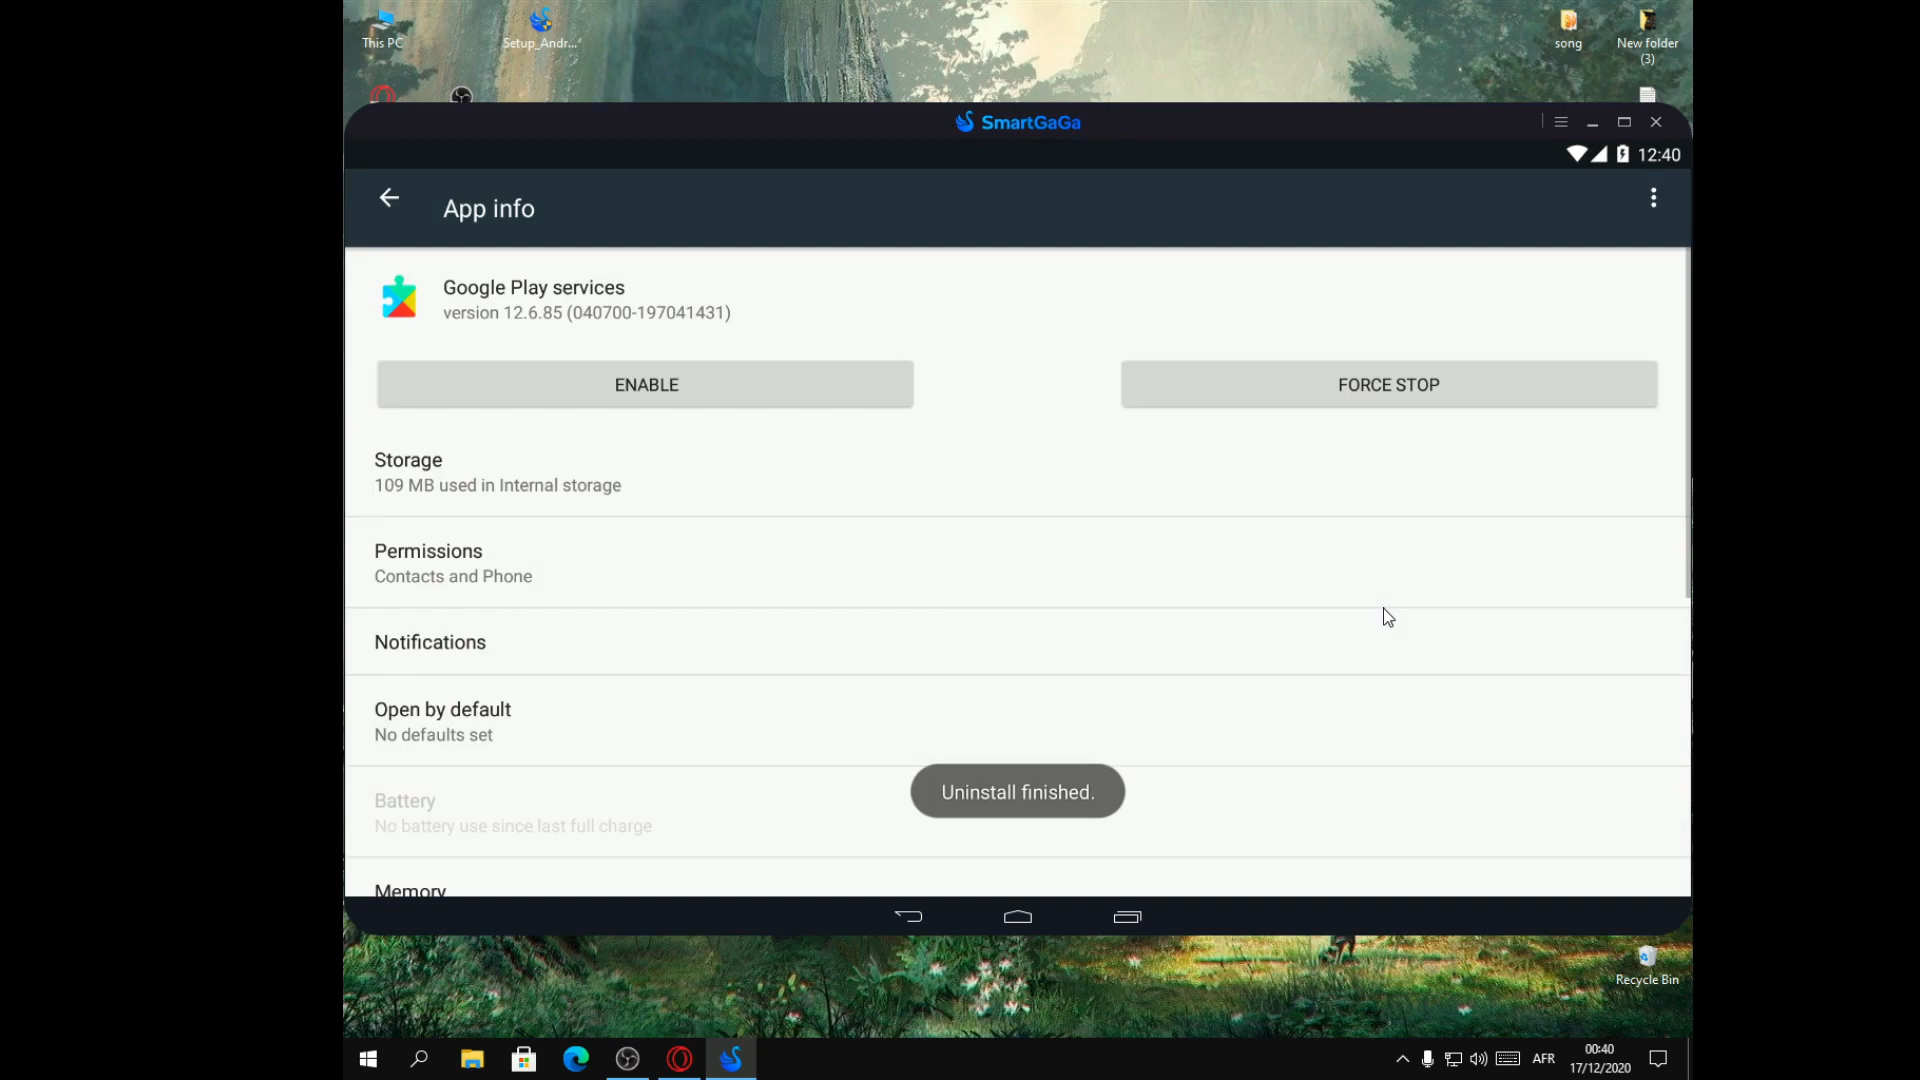 This PC
Setup_Andr...
song
New folder
(3)
SmartGaGa
12:40
App info
Google Play services
version 12.6.85 (040700-197041431)
ENABLE
FORCE STOP
Storage
109 MB used in Internal storage
Permissions
Contacts and Phone
Notifications
Open by default
No defaults set
Uninstall finished.
Battery
No battery use since last full charge
Memory
Recycle Bin
AFR
00:40
17/12/2020